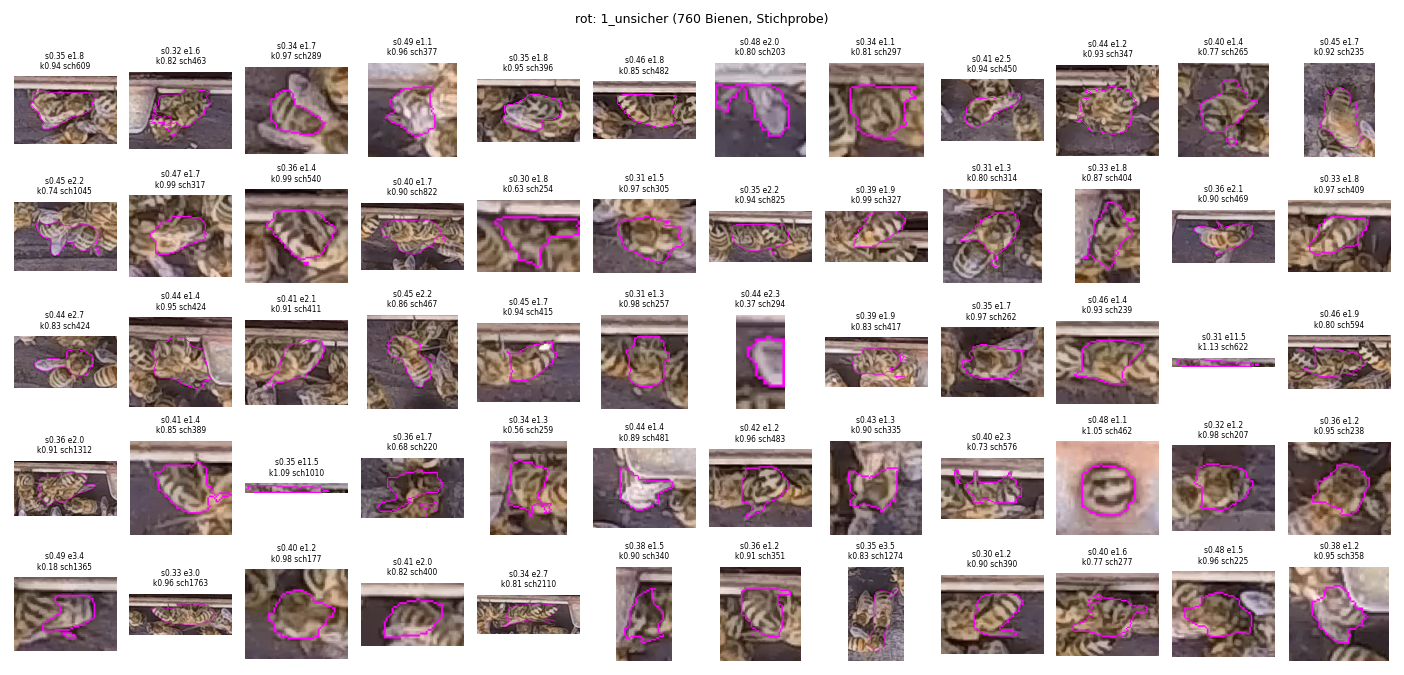 rot: 1_unsicher (760 Bienen, Stichprobe)
s0.35 e1.8
k0.94 sch609
s0.32 e1.6
k0.82 sch463
s0.34 e1.7
k0.97 sch289
s0.49 e1.1
k0.96 sch377
s0.35 e1.8
k0.95 sch396
s0.46 e1.8
k0.85 sch482
s0.48 e2.0
k0.80 sch203
s0.34 e1.1
k0.81 sch297
s0.41 e2.5
k0.94 sch450
s0.44 e1.2
k0.93 sch347
s0.40 e1.4
k0.77 sch265
s0.45 e1.7
k0.92 sch235
s0.45 e2.2
k0.74 sch1045
s0.47 e1.7
k0.99 sch317
s0.36 e1.4
k0.99 sch540
s0.40 e1.7
k0.90 sch822
s0.30 e1.8
k0.63 sch254
s0.31 e1.5
k0.97 sch305
s0.35 e2.2
k0.94 sch825
s0.39 e1.9
k0.99 sch327
s0.31 e1.3
k0.80 sch314
s0.33 e1.8
k0.87 sch404
s0.36 e2.1
k0.90 sch469
s0.33 e1.8
k0.97 sch409
s0.44 e2.7
k0.83 sch424
s0.44 e1.4
k0.95 sch424
s0.41 e2.1
k0.91 sch411
s0.45 e2.2
k0.86 sch467
s0.45 e1.7
k0.94 sch415
s0.31 e1.3
k0.98 sch257
s0.44 e2.3
k0.37 sch294
s0.39 e1.9
k0.83 sch417
s0.35 e1.7
k0.97 sch262
s0.46 e1.4
k0.93 sch239
s0.31 e11.5
k1.13 sch622
s0.46 e1.9
k0.80 sch594
s0.36 e2.0
k0.91 sch1312
s0.41 e1.4
k0.85 sch389
s0.35 e11.5
k1.09 sch1010
s0.36 e1.7
k0.68 sch220
s0.34 e1.3
k0.56 sch259
s0.44 e1.4
k0.89 sch481
s0.42 e1.2
k0.96 sch483
s0.43 e1.3
k0.90 sch335
s0.40 e2.3
k0.73 sch576
s0.48 e1.1
k1.05 sch462
s0.32 e1.2
k0.98 sch207
s0.36 e1.2
k0.95 sch238
s0.49 e3.4
k0.18 sch1365
s0.33 e3.0
k0.96 sch1763
s0.40 e1.2
k0.98 sch177
s0.41 e2.0
k0.82 sch400
s0.34 e2.7
k0.81 sch2110
s0.38 e1.5
k0.90 sch340
s0.36 e1.2
k0.91 sch351
s0.35 e3.5
k0.83 sch1274
s0.30 e1.2
k0.90 sch390
s0.40 e1.6
k0.77 sch277
s0.48 e1.5
k0.96 sch225
s0.38 e1.2
k0.95 sch358